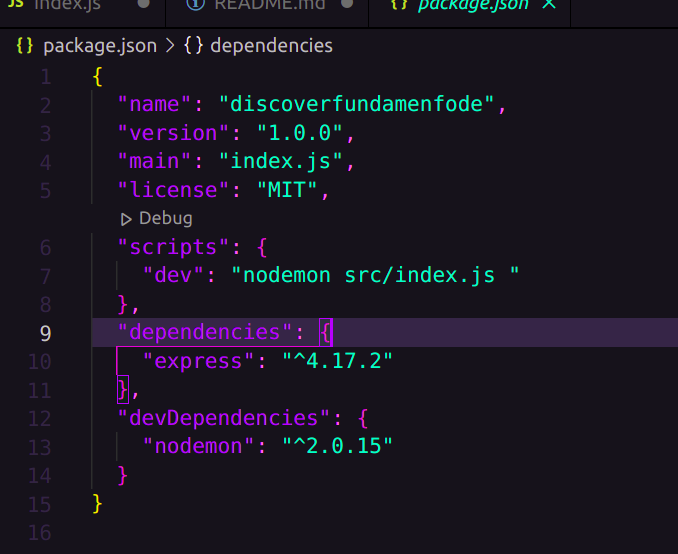 JS index.js README.md {} package.json
{} package.json > {} dependencies
1 {
2 "name": "discoverfundamenfode",
3 "version": "1.0.0",
4 "main": "index.js",
5 "license": "MIT",
Debug
6 "scripts": {
7 "dev": "nodemon src/index.js "
8 },
9 "dependencies": {
10 "express": "^4.17.2"
11 },
12 "devDependencies": {
13 "nodemon": "^2.0.15"
14 }
15 }
16